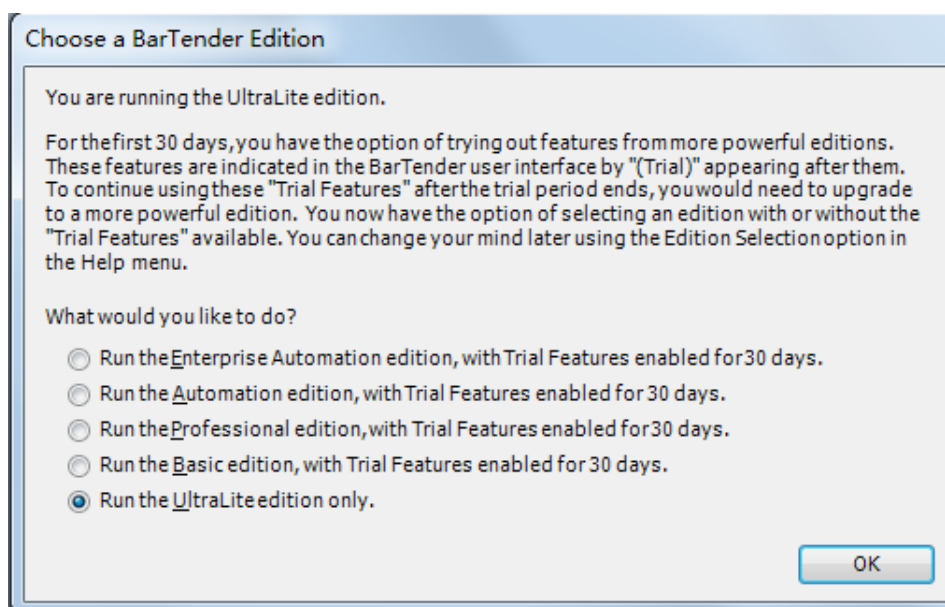 Choose a BarTender Edition
You are running the UltraLite edition.
For the first 30 days, you have the option of trying out features from more powerful editions.
These features are indicated in the BarTender user interface by "(Trial)" appearing after them.
To continue using these "Trial Features" after the trial period ends, you would need to upgrade
to a more powerful edition. You now have the option of selecting an edition with or without the
"Trial Features" available. You can change your mind later using the Edition Selection option in
the Help menu.
What would you like to do?
Run the Enterprise Automation edition, with Trial Features enabled for 30 days.
Run the Automation edition, with Trial Features enabled for 30 days.
Run the Professional edition, with Trial Features enabled for 30 days.
Run the Basic edition, with Trial Features enabled for 30 days.
Run the UltraLite edition only.
OK